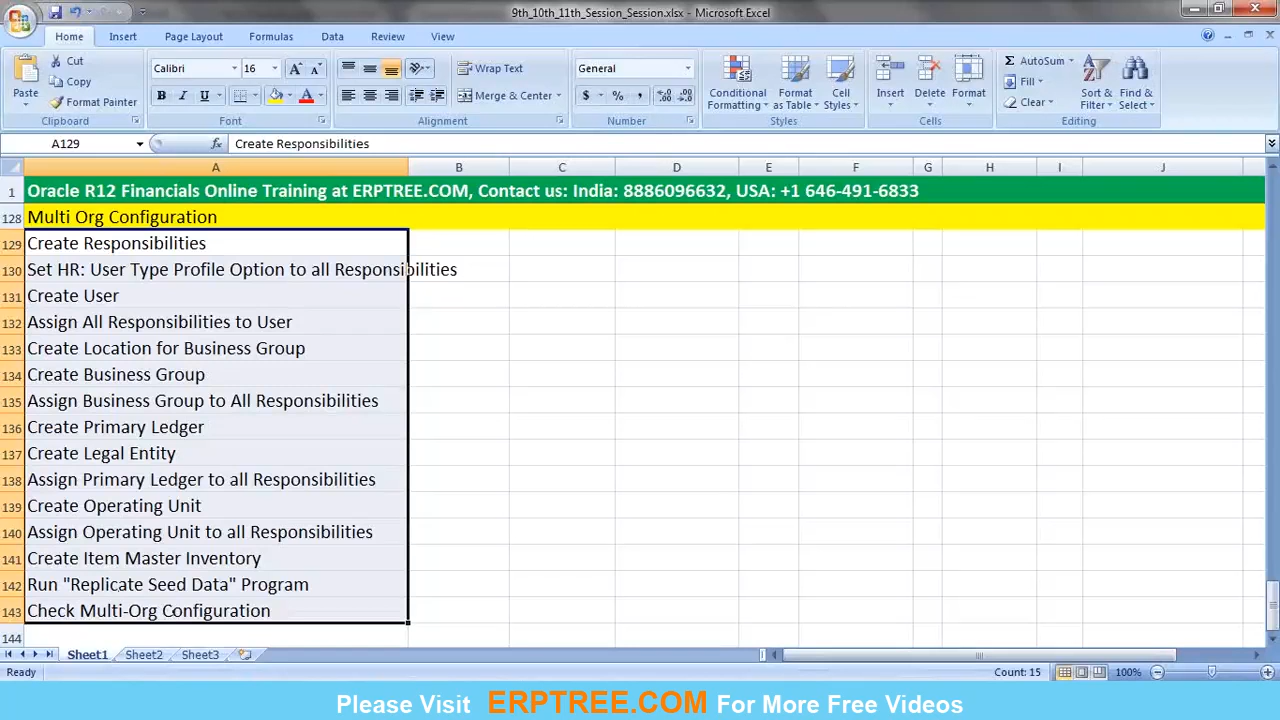 9th_10th_11th_Session_Session.xlsx - Microsoft Excel
Home Insert Page Layout Formulas Data Review View
Paste Cut Copy Format Painter Clipboard
Calibri 16 B I U A A A Font
Wrap Text Merge & Center Alignment
General $ % , Number
Conditional Formatting Format as Table Cell Styles Styles
Insert Delete Format Cells
Σ AutoSum Fill Clear Sort & Filter Find & Select Editing
A129 fx Create Responsibilities
A B C D E F G H I J
1 Oracle R12 Financials Online Training at ERPTREE.COM, Contact us: India: 8886096632, USA: +1 646-491-6833
128 Multi Org Configuration
129 Create Responsibilities
130 Set HR: User Type Profile Option to all Responsibilities
131 Create User
132 Assign All Responsibilities to User
133 Create Location for Business Group
134 Create Business Group
135 Assign Business Group to All Responsibilities
136 Create Primary Ledger
137 Create Legal Entity
138 Assign Primary Ledger to all Responsibilities
139 Create Operating Unit
140 Assign Operating Unit to all Responsibilities
141 Create Item Master Inventory
142 Run "Replicate Seed Data" Program
143 Check Multi-Org Configuration
144
Sheet1 Sheet2 Sheet3
Ready Count: 15 100%
Please Visit ERPTREE.COM For More Free Videos